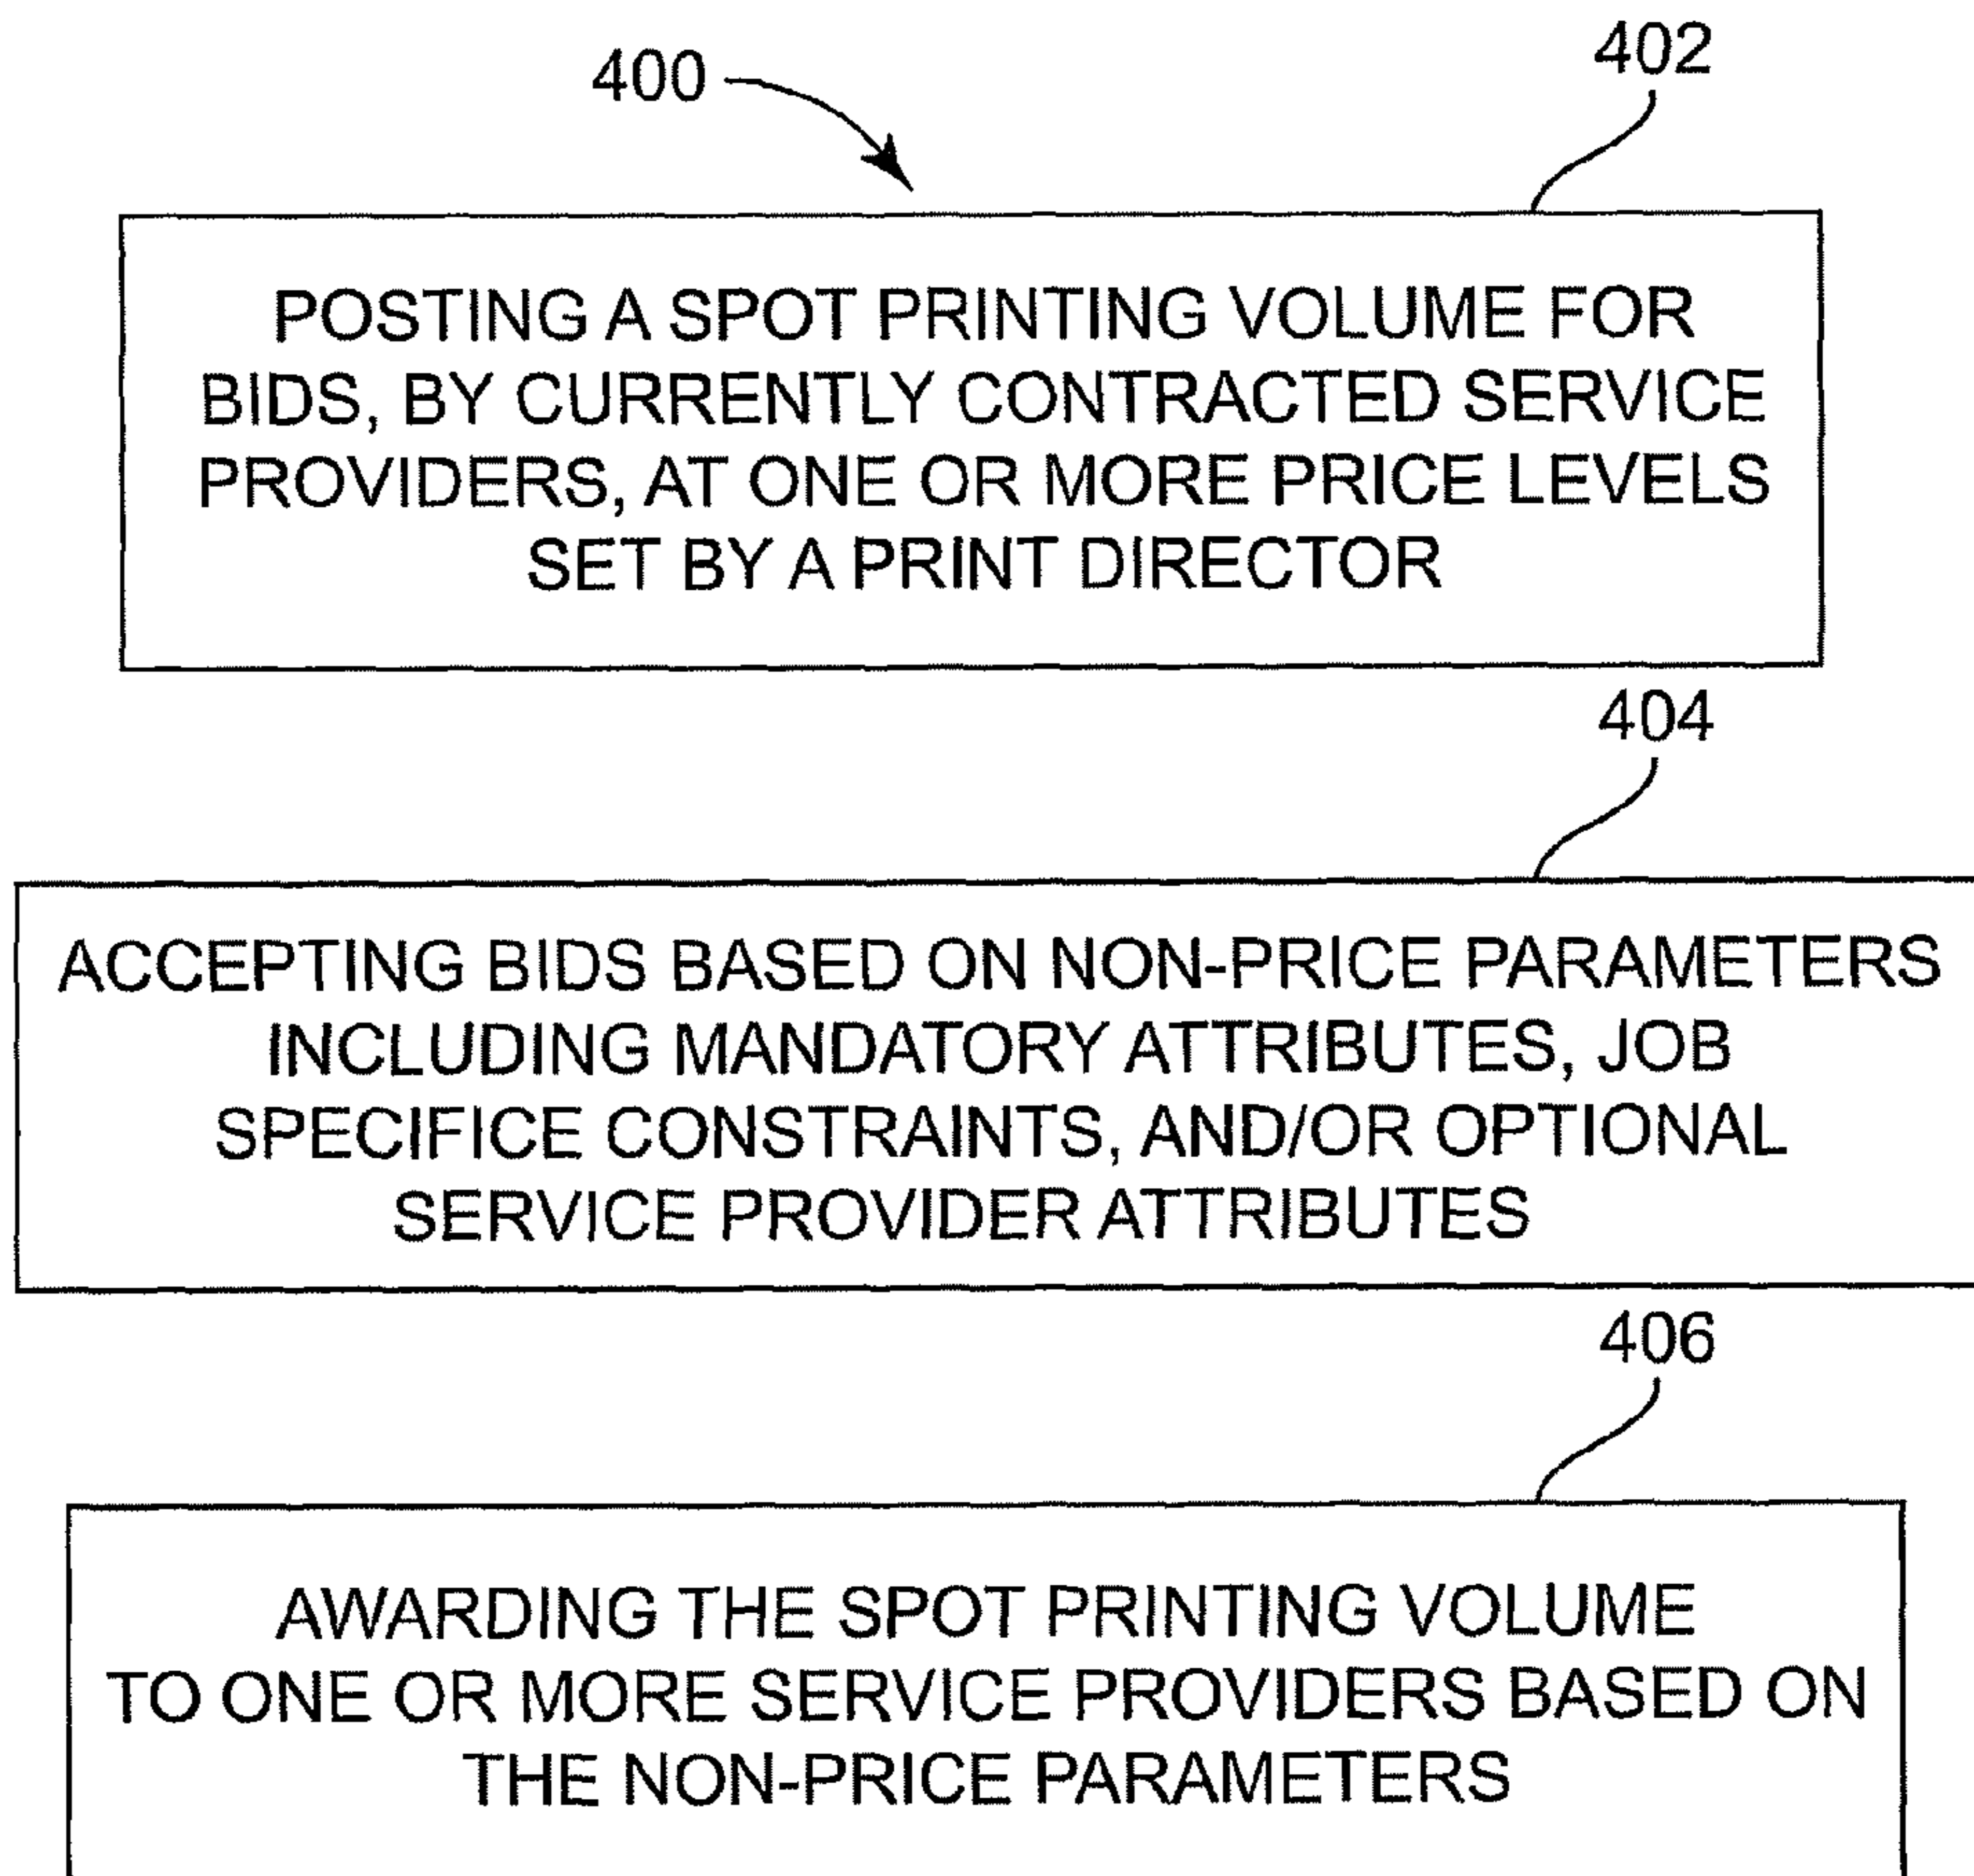 400
402
POSTING A SPOT PRINTING VOLUME FOR
BIDS, BY CURRENTLY CONTRACTED SERVICE
PROVIDERS, AT ONE OR MORE PRICE LEVELS
SET BY A PRINT DIRECTOR
404
ACCEPTING BIDS BASED ON NON-PRICE PARAMETERS
INCLUDING MANDATORY ATTRIBUTES, JOB
SPECIFICE CONSTRAINTS, AND/OR OPTIONAL
SERVICE PROVIDER ATTRIBUTES
406
AWARDING THE SPOT PRINTING VOLUME
TO ONE OR MORE SERVICE PROVIDERS BASED ON
THE NON-PRICE PARAMETERS